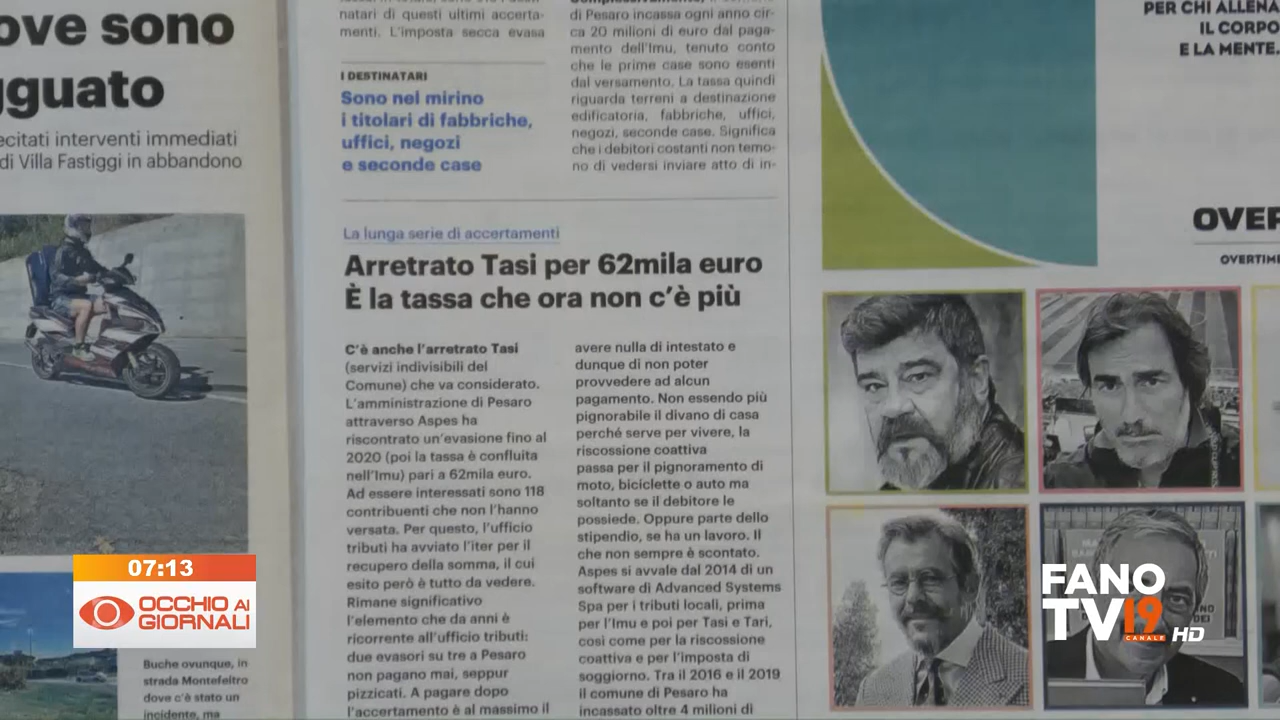 ove sono
gguato
ecitati interventi immediati
di Villa Fastiggi in abbandono
Buche ovunque, in
strada Montefeltro
dove c'è stato un
incidente, ma
natari di questi ultimi accerta-
menti. L'imposta secca evasa
I DESTINATARI
Sono nel mirino
i titolari di fabbriche,
uffici, negozi
e seconde case
di Pesaro incassa ogni anno cir-
ca 20 milioni di euro dal paga-
mento dell'Imu, tenuto conto
che le prime case sono esenti
dal versamento. La tassa quindi
riguarda terreni a destinazione
edificatoria, fabbriche, uffici,
negozi, seconde case. Significa
che i debitori costanti non temo-
no di vedersi inviare atto di in-
La lunga serie di accertamenti
Arretrato Tasi per 62mila euro
È la tassa che ora non c'è più
C'è anche l'arretrato Tasi
(servizi indivisibili del
Comune) che va considerato.
L'amministrazione di Pesaro
attraverso Aspes ha
riscontrato un'evasione fino al
2020 (poi la tassa è confluita
nell'Imu) pari a 62mila euro.
Ad essere interessati sono 118
contribuenti che non l'hanno
versata. Per questo, l'ufficio
tributi ha avviato l'iter per il
recupero della somma, il cui
esito però è tutto da vedere.
Rimane significativo
l'elemento che da anni è
ricorrente all'ufficio tributi:
due evasori su tre a Pesaro
non pagano mai, seppur
pizzicati. A pagare dopo
l'accertamento è al massimo il
avere nulla di intestato e
dunque di non poter
provvedere ad alcun
pagamento. Non essendo più
pignorabile il divano di casa
perché serve per vivere, la
riscossione coattiva
passa per il pignoramento di
moto, biciclette o auto ma
soltanto se il debitore le
possiede. Oppure parte dello
stipendio, se ha un lavoro. Il
che non sempre è scontato.
Aspes si avvale dal 2014 di un
software di Advanced Systems
Spa per i tributi locali, prima
per l'Imu e poi per Tasi e Tari,
così come per la riscossione
coattiva e per l'imposta di
soggiorno. Tra il 2016 e il 2019
il comune di Pesaro ha
incassato oltre 4 milioni di
PER CHI ALLENA
IL CORPO
E LA MENTE.
OVER
OVERTIME
07:13
OCCHIO AI
GIORNALI
FANO
TV 19
CANALE HD